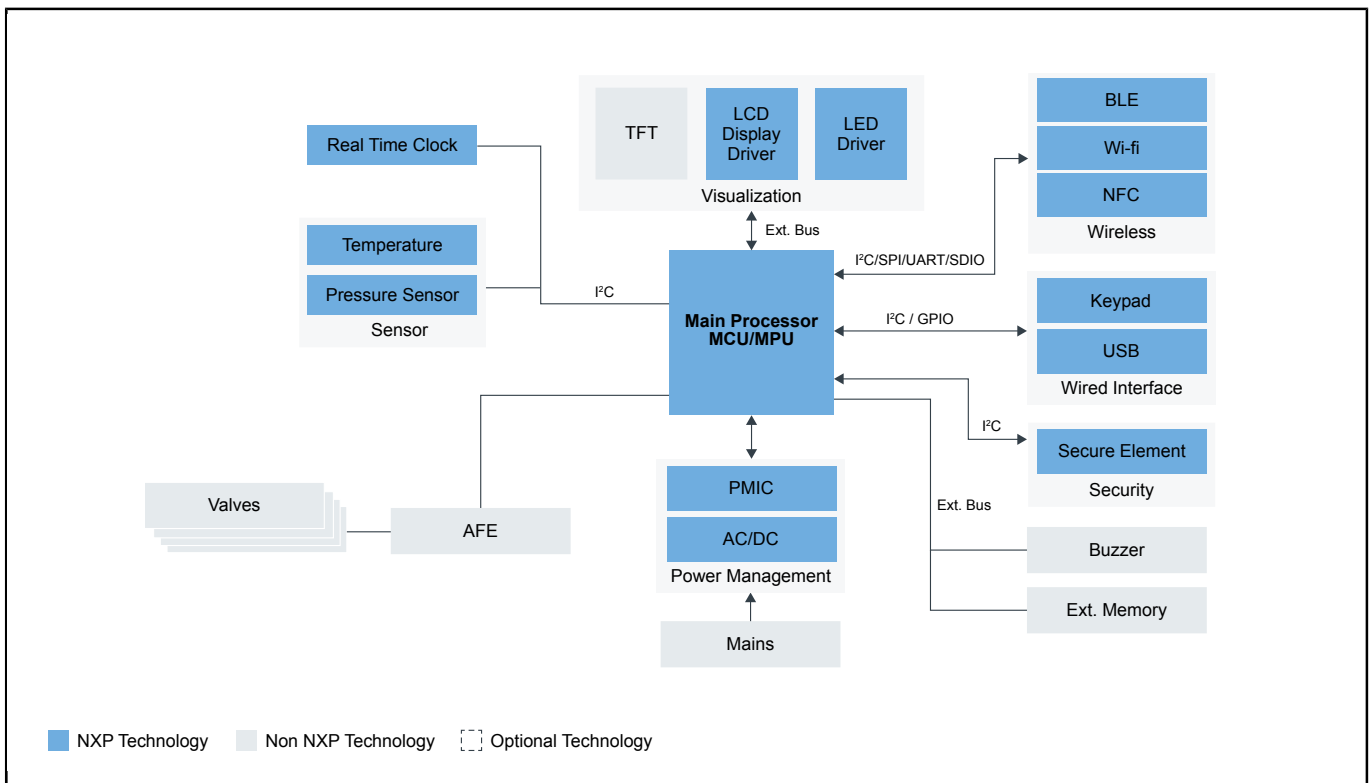 TFT
LCD
Display
Driver
LED
Driver
Visualization
BLE
Wi-fi
NFC
Wireless
Real Time Clock
Temperature
Pressure Sensor
Sensor
Ext. Bus
I²C/SPI/UART/SDIO
I²C
Main Processor
MCU/MPU
I²C / GPIO
Keypad
USB
Wired Interface
I²C
Secure Element
Security
Valves
AFE
PMIC
AC/DC
Power Management
Mains
Ext. Bus
Buzzer
Ext. Memory
NXP Technology
Non NXP Technology
Optional Technology